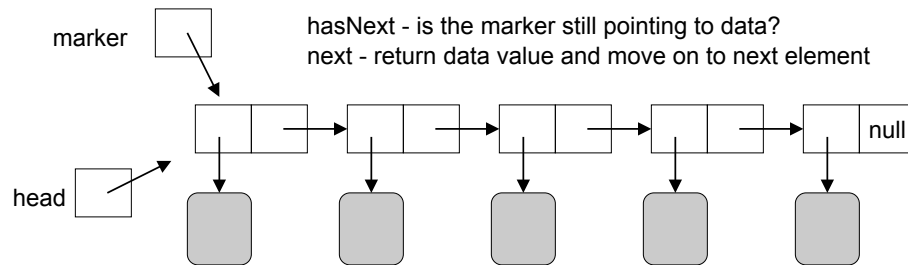 marker
hasNext - is the marker still pointing to data?
next - return data value and move on to next element
null
head